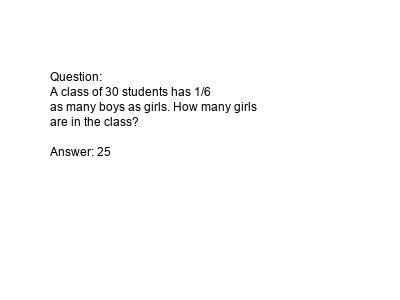 Question:
A class of 30 students has 1/6
as many boys as girls. How many girls
are in the class?
Answer: 25